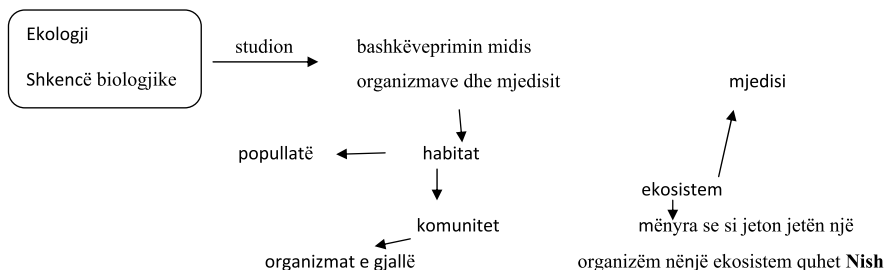 Ekologji
Shkencë biologjike
studion
bashkëveprimin midis
organizmave dhe mjedisit
mjedisi
popullatë
habitat
ekosistem
komunitet
mënyra se si jeton jetën një
organizmat e gjallë
organizëm nënjë ekosistem quhet Nish